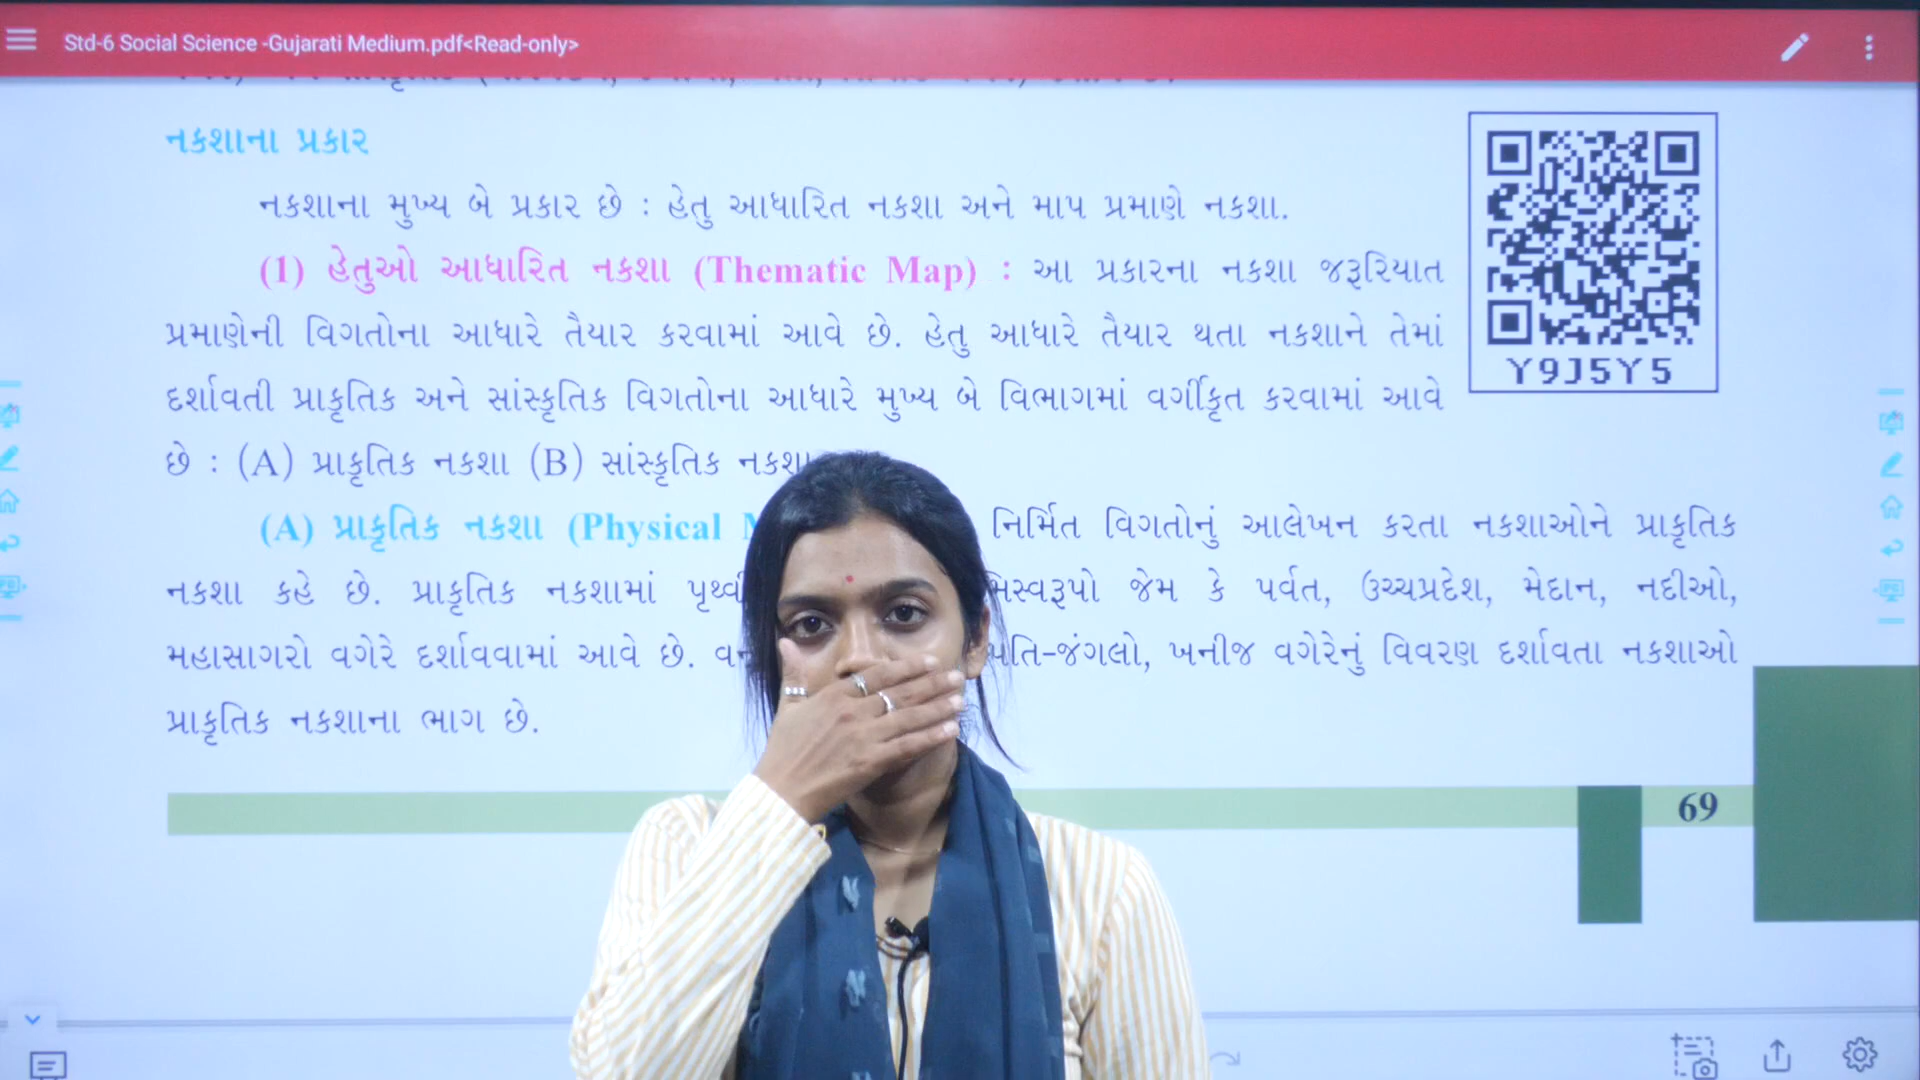 Std-6 Social Science -Gujarati Medium.pdf<Read-only>
નકશાના પ્રકાર
નકશાના મુખ્ય બે પ્રકાર છે : હેતુ આધારિત નકશા અને માપ પ્રમાણે નકશા.
(1) હેતુઓ આધારિત નકશા (Thematic Map) : આ પ્રકારના નકશા જરૂરિયાત
પ્રમાણેની વિગતોના આધારે તૈયાર કરવામાં આવે છે. હેતુ આધારે તૈયાર થતા નકશાને તેમાં
દર્શાવતી પ્રાકૃતિક અને સાંસ્કૃતિક વિગતોના આધારે મુખ્ય બે વિભાગમાં વર્ગીકૃત કરવામાં આવે
છે : (A) પ્રાકૃતિક નકશા (B) સાંસ્કૃતિક નકશા
Y9J5Y5
(A) પ્રાકૃતિક નકશા (Physical નિર્મિત વિગતોનું આલેખન કરતા નકશાઓને પ્રાકૃતિક
નકશા કહે છે. પ્રાકૃતિક નકશામાં જેમ કે પર્વત, ઉચ્ચપ્રદેશ, મેદાન, નદીઓ,
મહાસાગરો વગેરે દર્શાવવામાં આવે છે. ખનીજ વગેરેનું વિવરણ દર્શાવતા નકશાઓ
પ્રાકૃતિક નકશાના ભાગ છે.
69